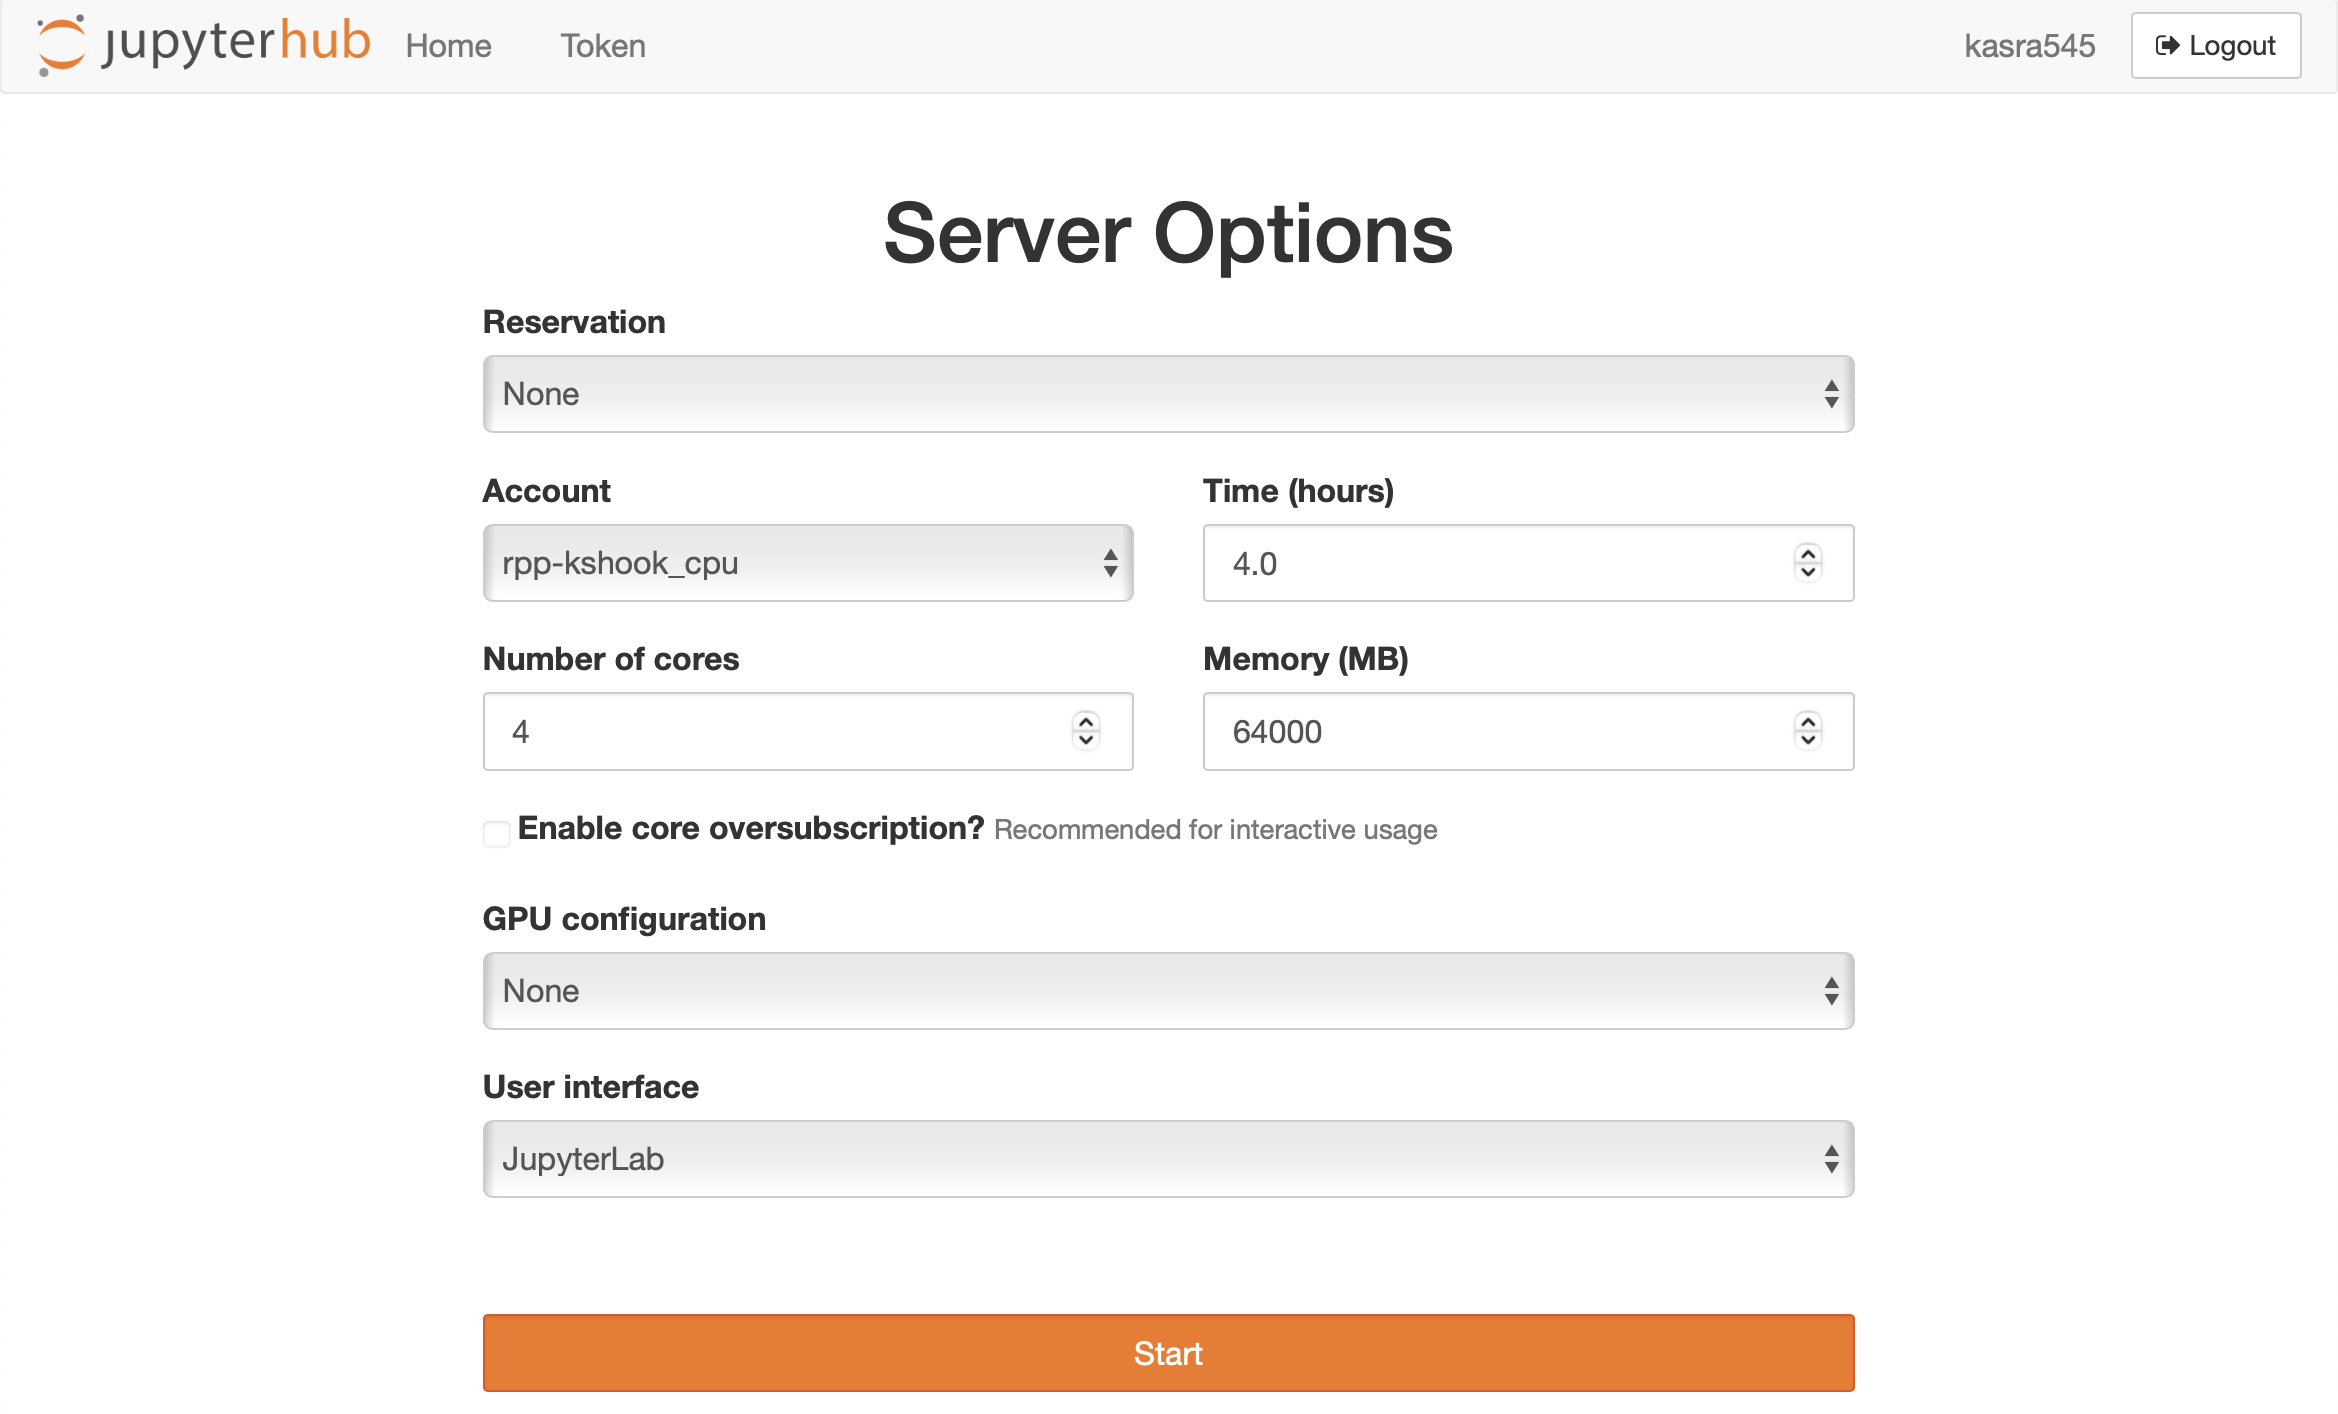 jupyterhub Home Token kasra545 Logout
Server Options
Reservation
None
Account Time (hours)
rpp-kshook_cpu 4.0
Number of cores Memory (MB)
4 64000
Enable core oversubscription? Recommended for interactive usage
GPU configuration
None
User interface
JupyterLab
Start